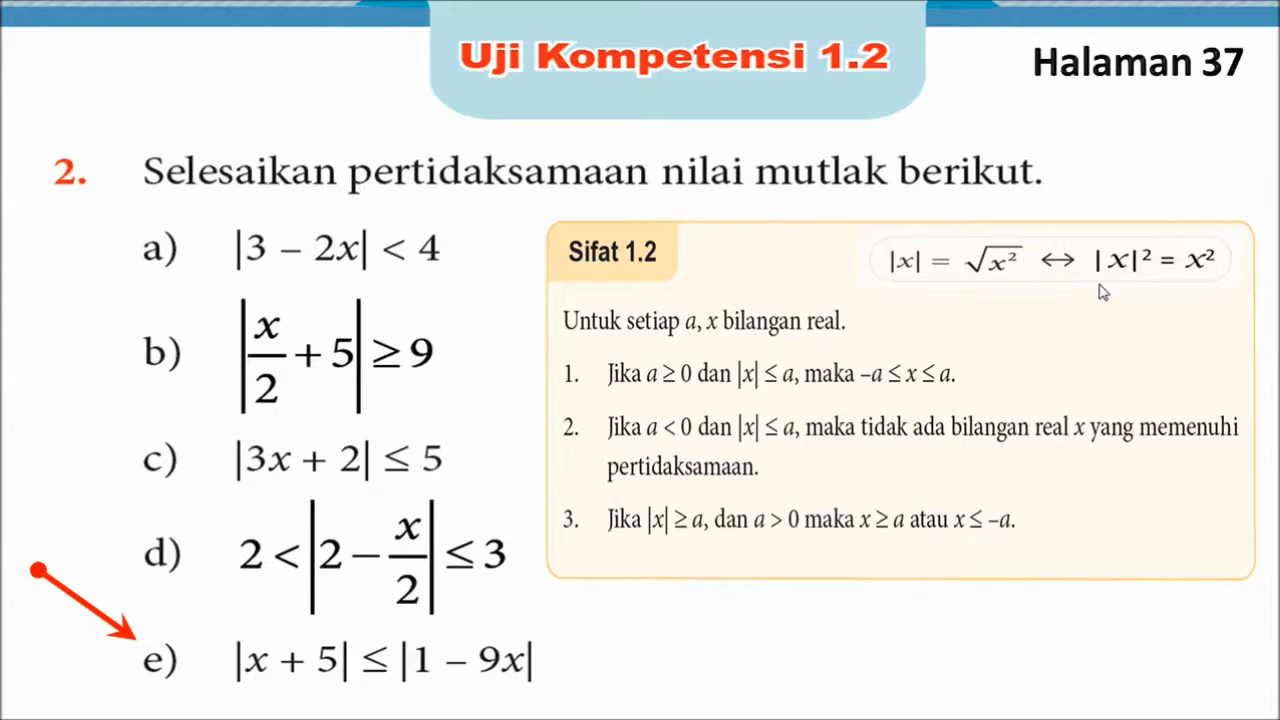 Uji Kompetensi 1.2
Halaman 37
2. Selesaikan pertidaksamaan nilai mutlak berikut.
a) |3 – 2x| < 4
b) |x/2 + 5| ≥ 9
c) |3x + 2| ≤ 5
d) 2 < |2 – x/2| ≤ 3
e) |x + 5| ≤ |1 – 9x|
Sifat 1.2
|x| = √x² ↔ |x|² = x²
Untuk setiap a, x bilangan real.
1. Jika a ≥ 0 dan |x| ≤ a, maka –a ≤ x ≤ a.
2. Jika a < 0 dan |x| ≤ a, maka tidak ada bilangan real x yang memenuhi
pertidaksamaan.
3. Jika |x| ≥ a, dan a > 0 maka x ≥ a atau x ≤ –a.